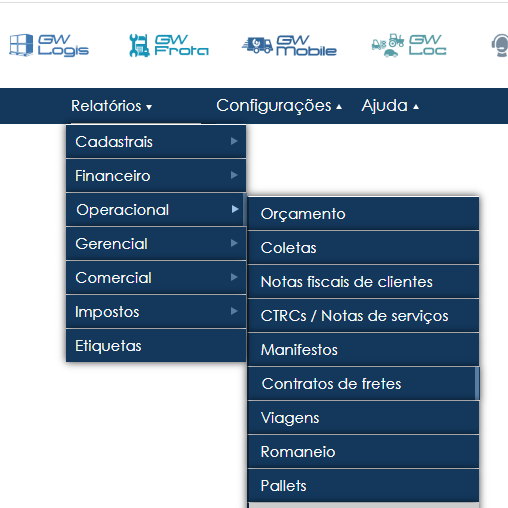 GW Logis
GW Frota
GW Mobile
GW Loc
Relatórios Configurações Ajuda
Cadastrais
Financeiro
Operacional
Gerencial
Comercial
Impostos
Etiquetas
Orçamento
Coletas
Notas fiscais de clientes
CTRCs / Notas de serviços
Manifestos
Contratos de fretes
Viagens
Romaneio
Pallets